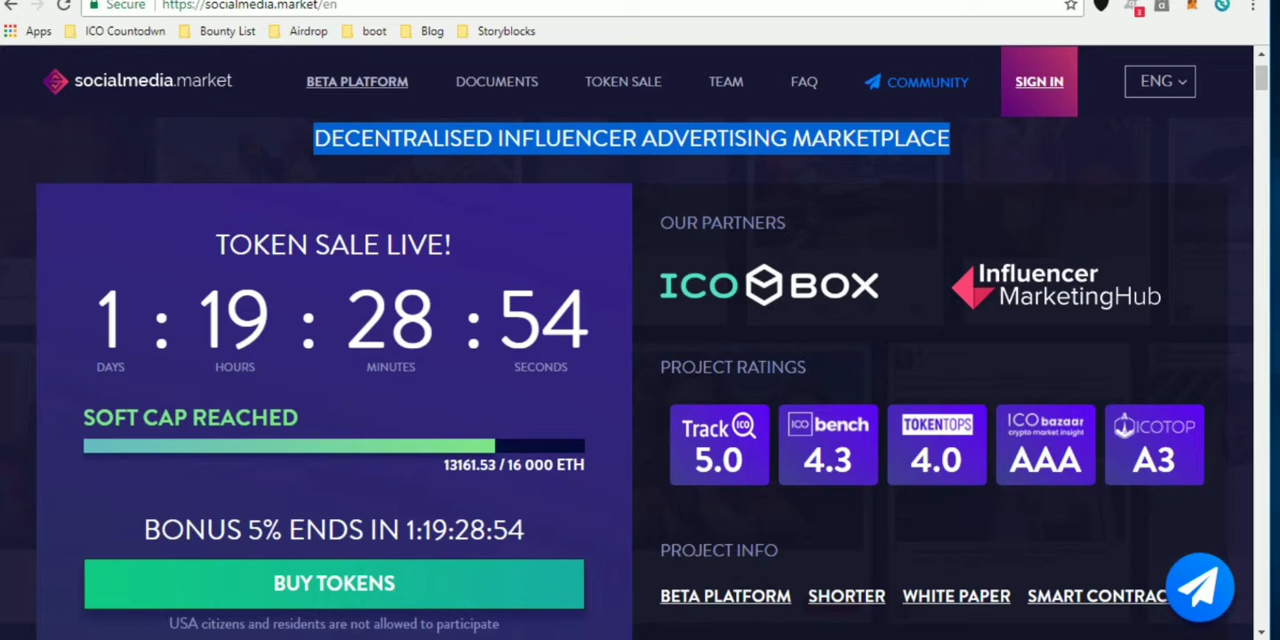 Secure | https://socialmedia.market/en
Apps ICO Countodwn Bounty List Airdrop boot Blog Storyblocks
socialmedia.market BETA PLATFORM DOCUMENTS TOKEN SALE TEAM FAQ COMMUNITY SIGN IN ENG
DECENTRALISED INFLUENCER ADVERTISING MARKETPLACE
TOKEN SALE LIVE!
1 : 19 : 28 : 54
DAYS HOURS MINUTES SECONDS
SOFT CAP REACHED
13161.53 / 16 000 ETH
BONUS 5% ENDS IN 1:19:28:54
BUY TOKENS
USA citizens and residents are not allowed to participate
OUR PARTNERS
ICOBOX
Influencer
MarketingHub
PROJECT RATINGS
Track ICO ICO bench TOKENTOPS ICO bazaar ICOTOP
crypto market insight
5.0 4.3 4.0 AAA A3
PROJECT INFO
BETA PLATFORM SHORTER WHITE PAPER SMART CONTRAC